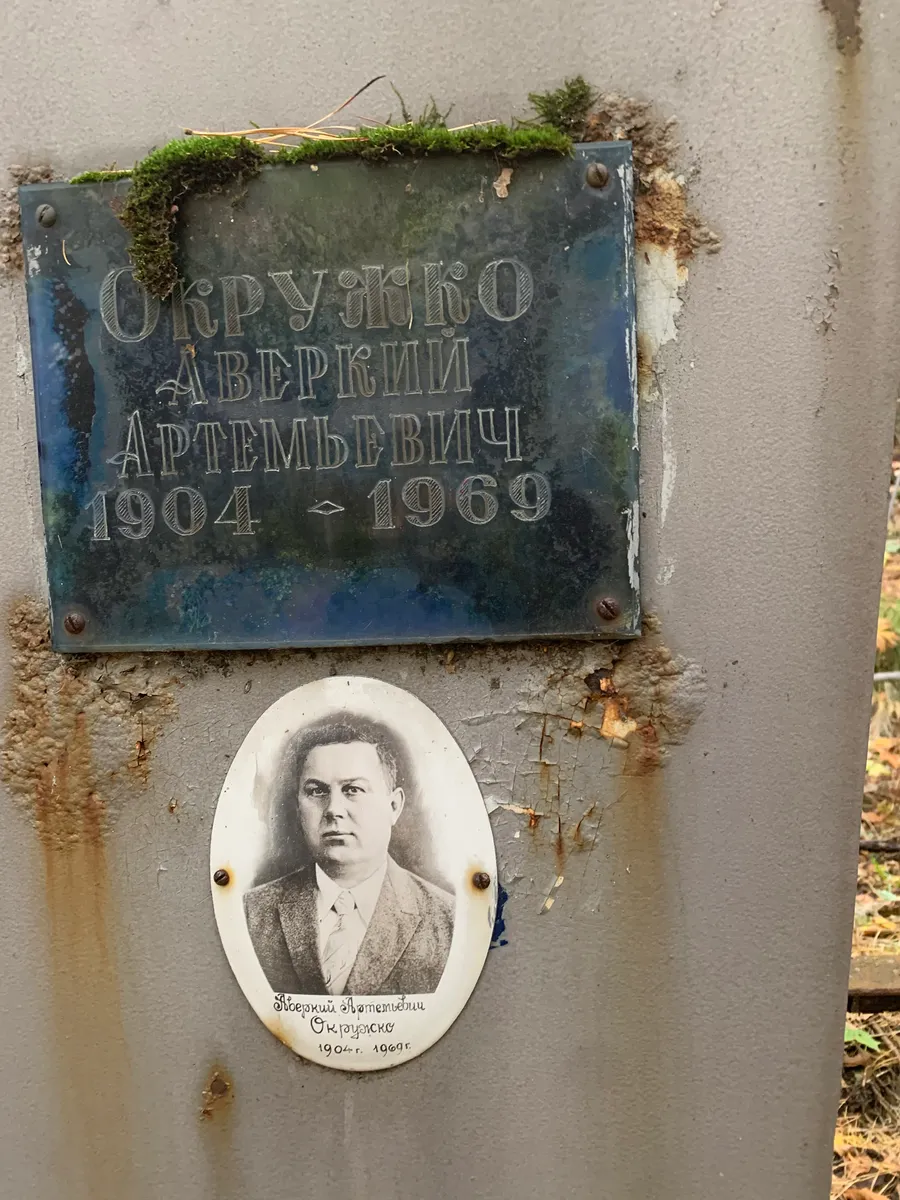 Окружко
Аверкий
Артемьевич
1904 - 1969
Аверкий Артемьевич
Окружко
1904 г. 1969 г.